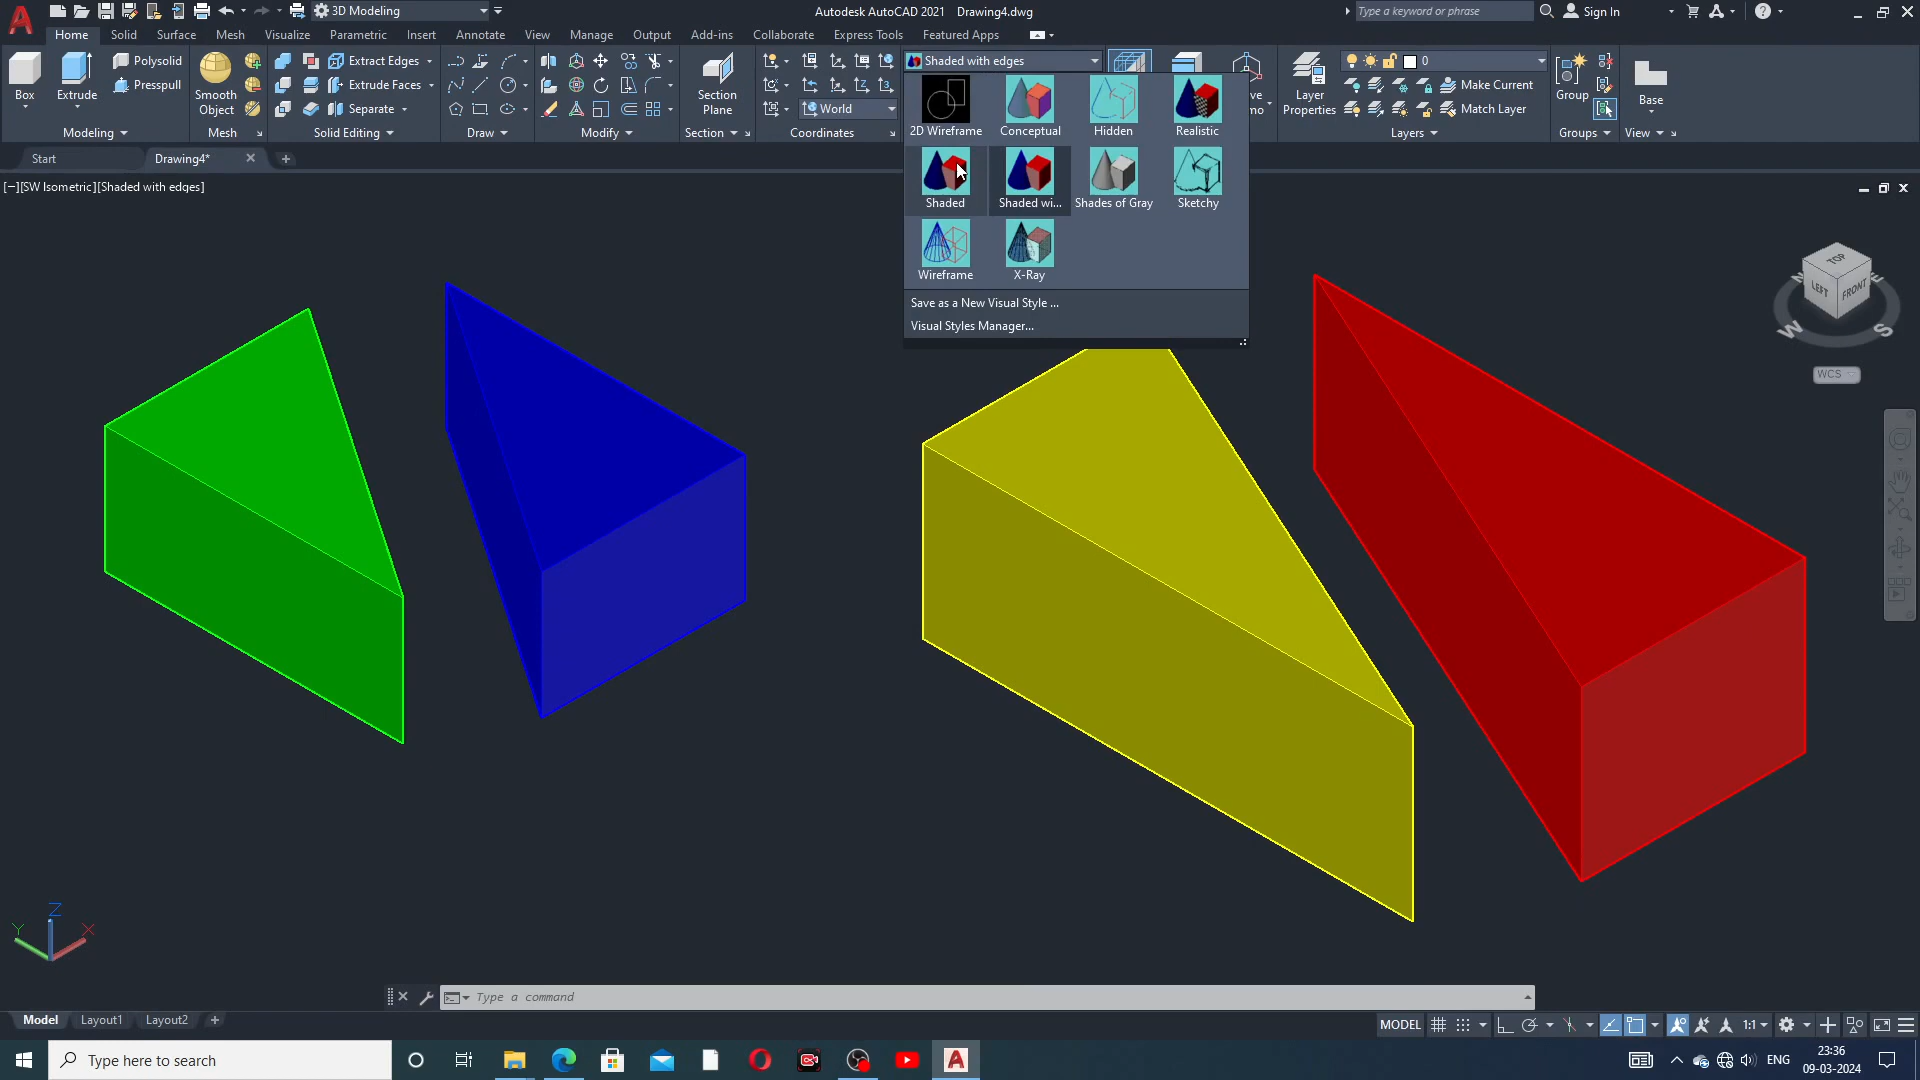 3D Modeling
Autodesk AutoCAD 2021 Drawing4.dwg
Type a keyword or phrase
Sign In
Home Solid Surface Mesh Visualize Parametric Insert Annotate View Manage Output Add-ins Collaborate Express Tools Featured Apps
Box
Extrude
Polysolid
Presspull
Modeling
Smooth
Object
Mesh
Extract Edges
Extrude Faces
Separate
Solid Editing
Draw
Modify
Section
Plane
Section
World
Coordinates
Shaded with edges
2D Wireframe Conceptual Hidden Realistic
Shaded Shaded wi... Shades of Gray Sketchy
Wireframe X-Ray
Save as a New Visual Style ...
Visual Styles Manager...
Layer
Properties
0
Make Current
Match Layer
Layers
Group
Groups
Base
View
Start Drawing4*
[−][SW Isometric][Shaded with edges]
N E
TOP
LEFT FRONT
W S
WCS
Z
Y X
Type a command
Model Layout1 Layout2
MODEL 1:1
Type here to search
ENG
23:36
09-03-2024